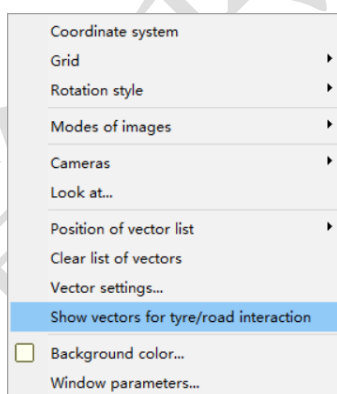 Coordinate system
Grid
Rotation style
Modes of images
Cameras
Look at...
Position of vector list
Clear list of vectors
Vector settings...
Show vectors for tyre/road interaction
Background color...
Window parameters...